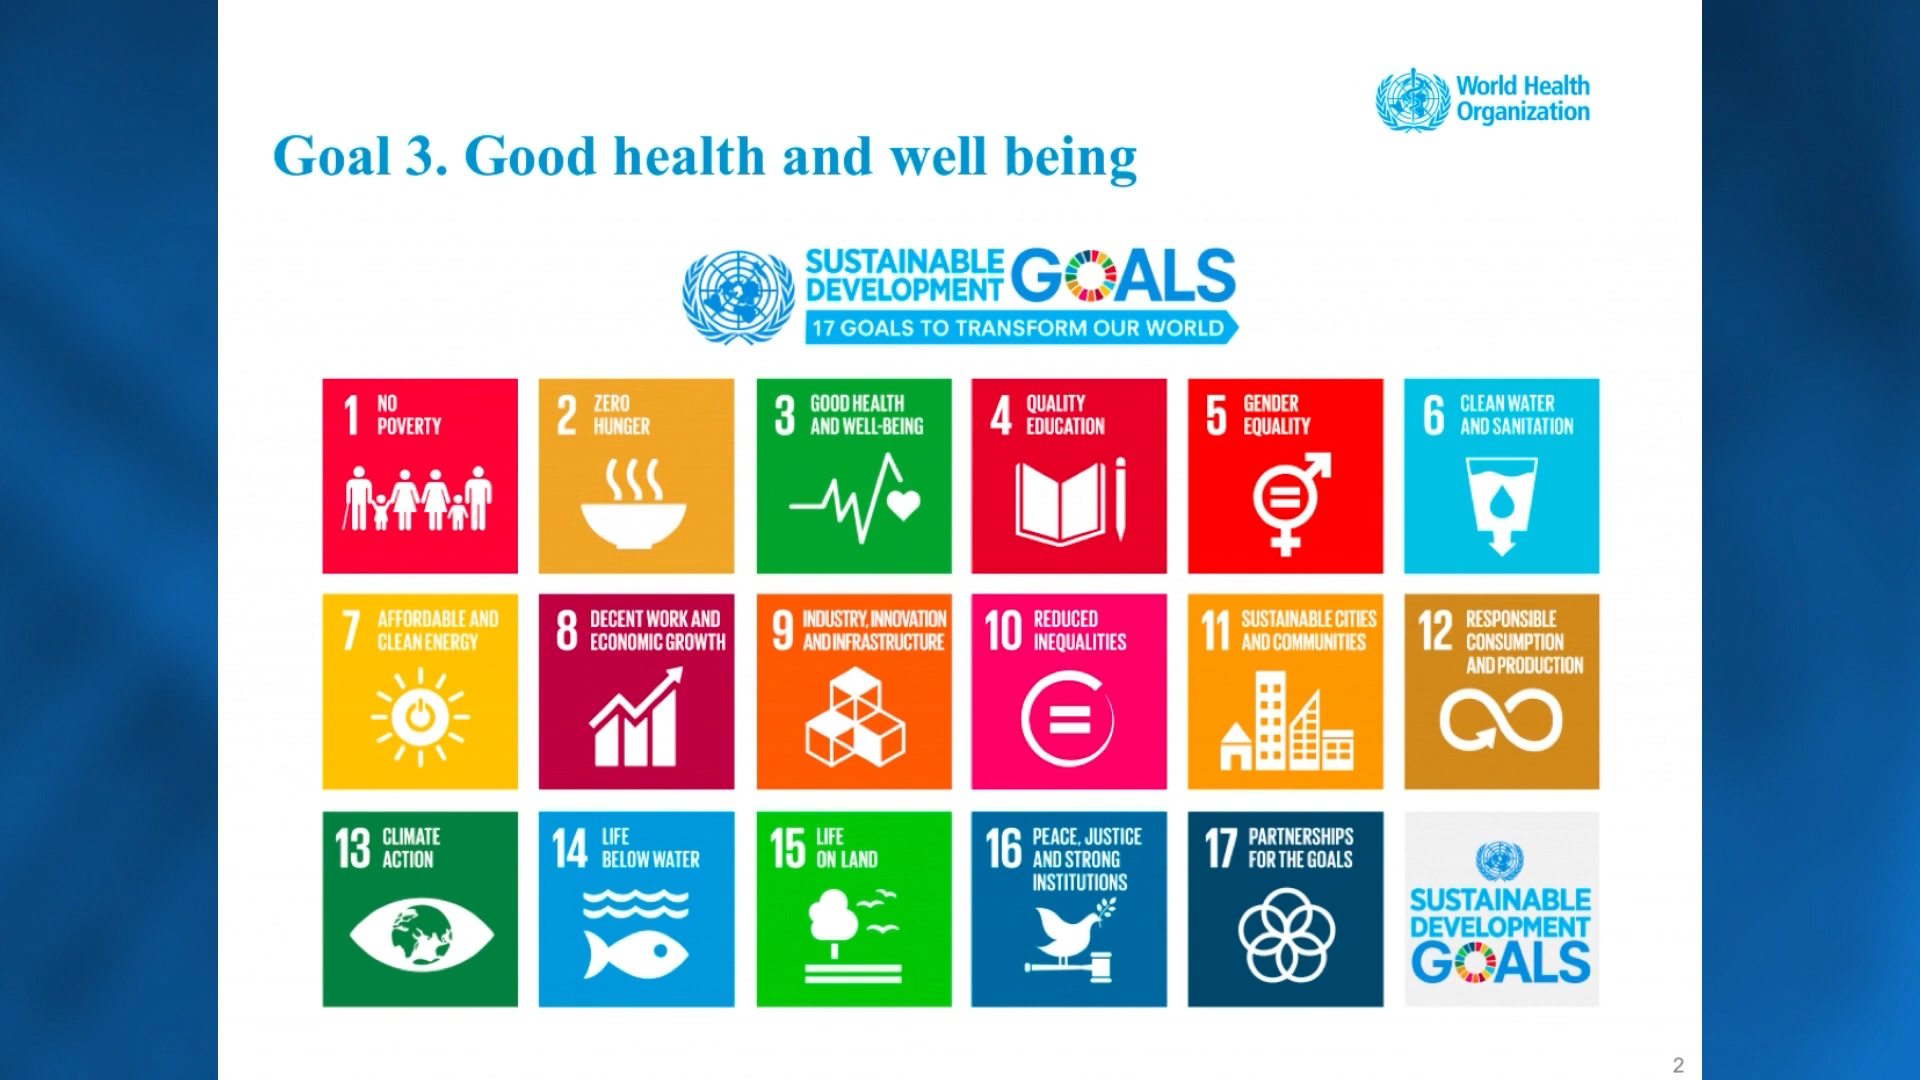 World Health
Organization
Goal 3. Good health and well being
SUSTAINABLE
DEVELOPMENT
GOALS
17 GOALS TO TRANSFORM OUR WORLD
1 NO
POVERTY
2 ZERO
HUNGER
3 GOOD HEALTH
AND WELL-BEING
4 QUALITY
EDUCATION
5 GENDER
EQUALITY
6 CLEAN WATER
AND SANITATION
7 AFFORDABLE AND
CLEAN ENERGY
8 DECENT WORK AND
ECONOMIC GROWTH
9 INDUSTRY, INNOVATION
AND INFRASTRUCTURE
10 REDUCED
INEQUALITIES
11 SUSTAINABLE CITIES
AND COMMUNITIES
12 RESPONSIBLE
CONSUMPTION
AND PRODUCTION
13 CLIMATE
ACTION
14 LIFE
BELOW WATER
15 LIFE
ON LAND
16 PEACE, JUSTICE
AND STRONG
INSTITUTIONS
17 PARTNERSHIPS
FOR THE GOALS
SUSTAINABLE
DEVELOPMENT
GOALS
2